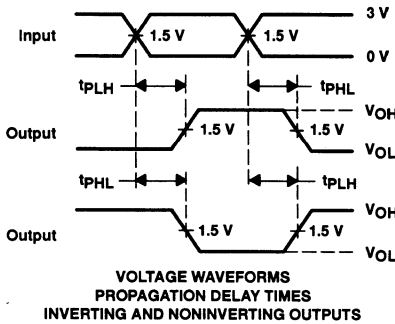 3 V
Input
1.5 V
1.5 V
0 V
tPLH
tPHL
VOH
Output
1.5 V
1.5 V
VOL
tPHL
tPLH
VOH
Output
1.5 V
1.5 V
VOL
VOLTAGE WAVEFORMS
PROPAGATION DELAY TIMES
INVERTING AND NONINVERTING OUTPUTS